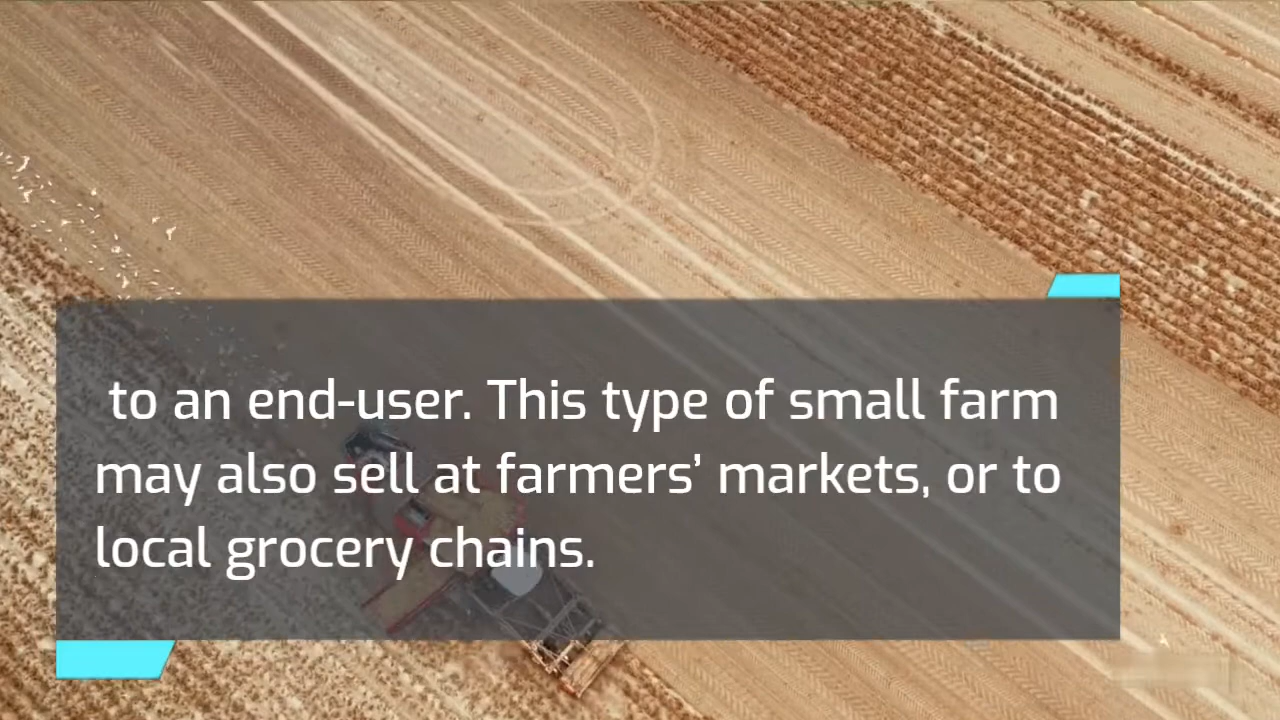 to an end-user. This type of small farm
may also sell at farmers’ markets, or to
local grocery chains.